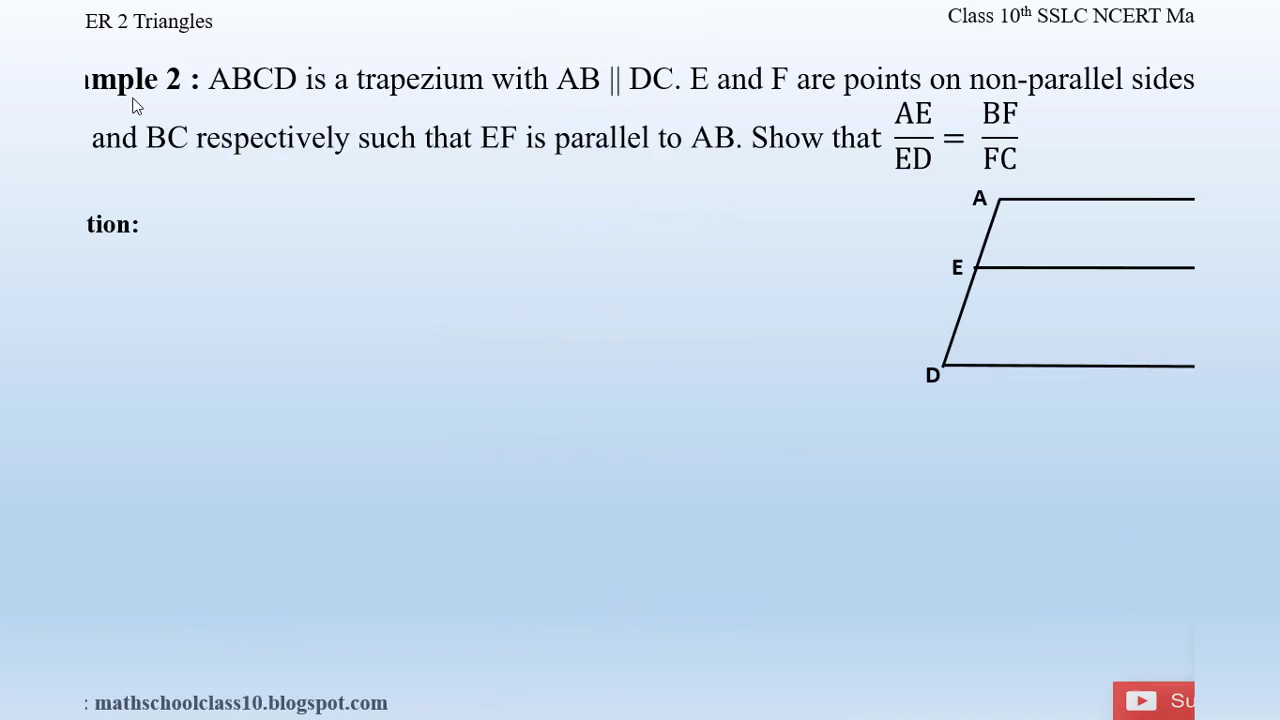 ER 2 Triangles
Class 10th SSLC NCERT Ma
ample 2 : ABCD is a trapezium with AB || DC. E and F are points on non-parallel sides
and BC respectively such that EF is parallel to AB. Show that AE/ED = BF/FC
A
tion:
E
D
: mathschoolclass10.blogspot.com
Su